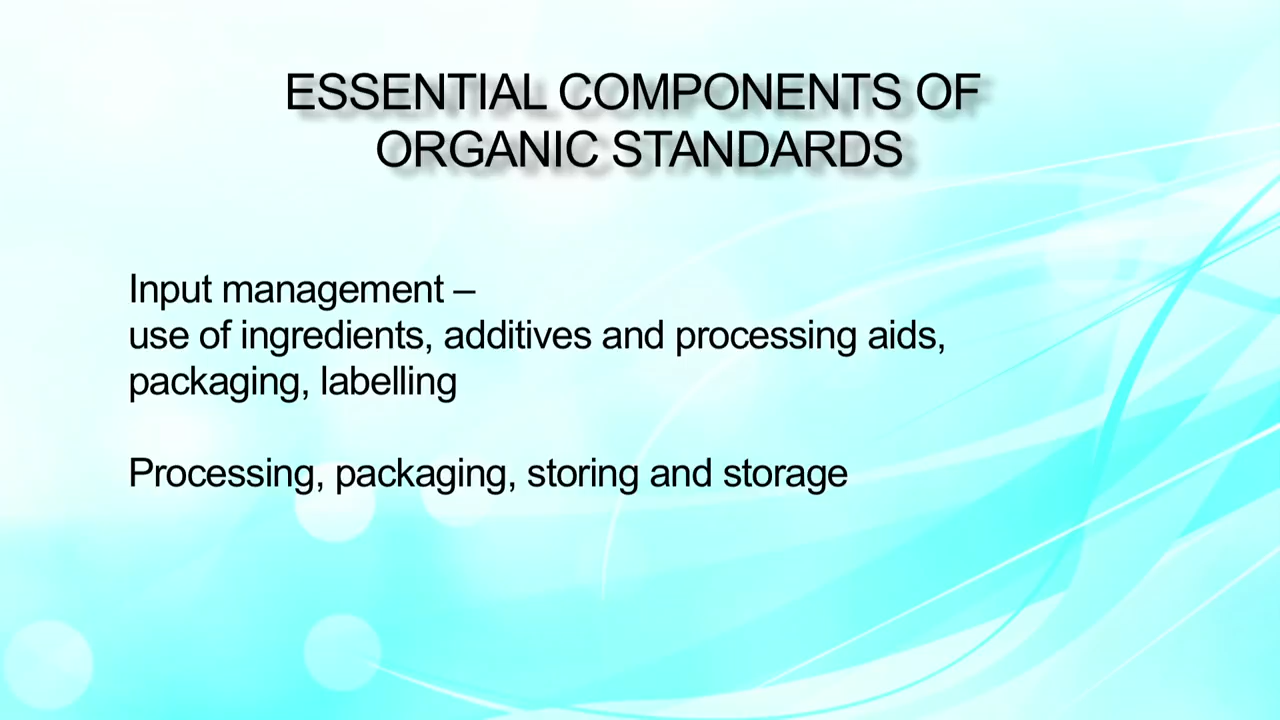 ESSENTIAL COMPONENTS OF
ORGANIC STANDARDS
Input management –
use of ingredients, additives and processing aids,
packaging, labelling
Processing, packaging, storing and storage